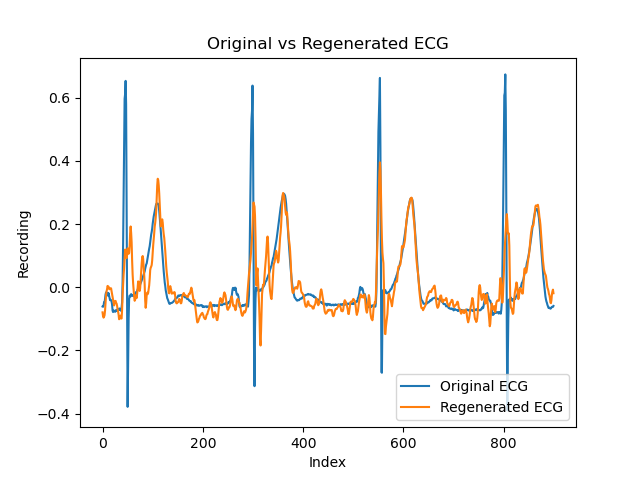 Original vs Regenerated ECG
Recording
0.6
0.4
0.2
0.0
−0.2
−0.4
0
200
400
600
800
Index
Original ECG
Regenerated ECG